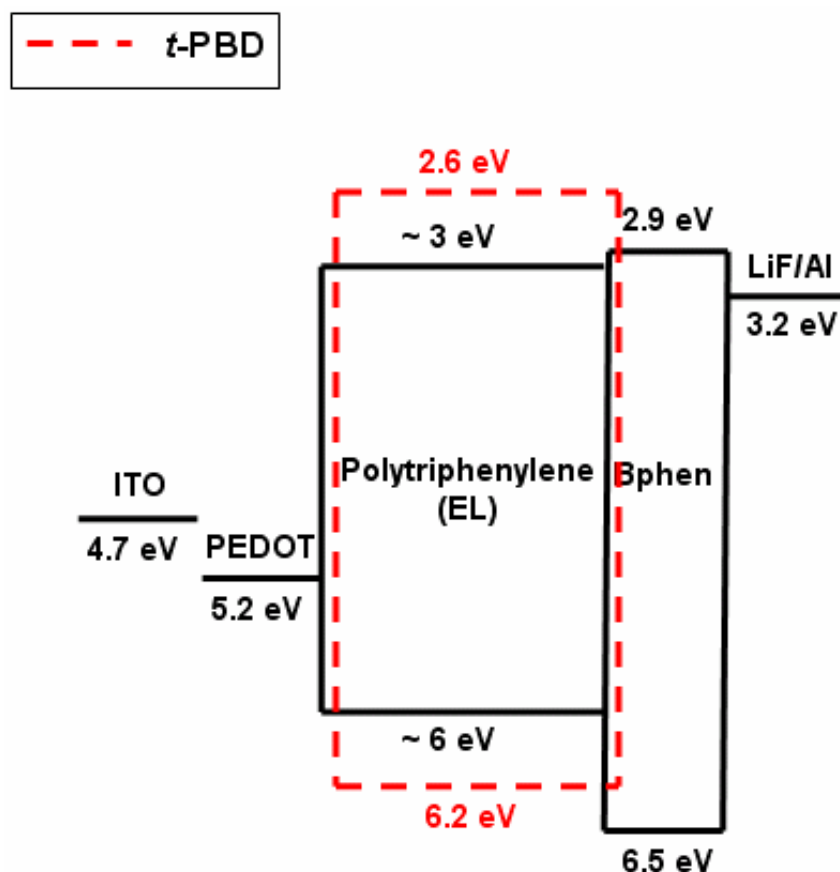 t-PBD
2.6 eV
~ 3 eV
2.9 eV
LiF/Al
3.2 eV
Polytriphenylene
(EL)
Bphen
ITO
4.7 eV
PEDOT
5.2 eV
~ 6 eV
6.2 eV
6.5 eV